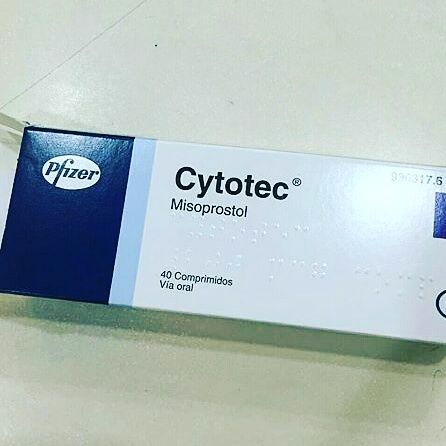 Pfizer
Cytotec®
Misoprostol
40 Comprimidos
Vía oral